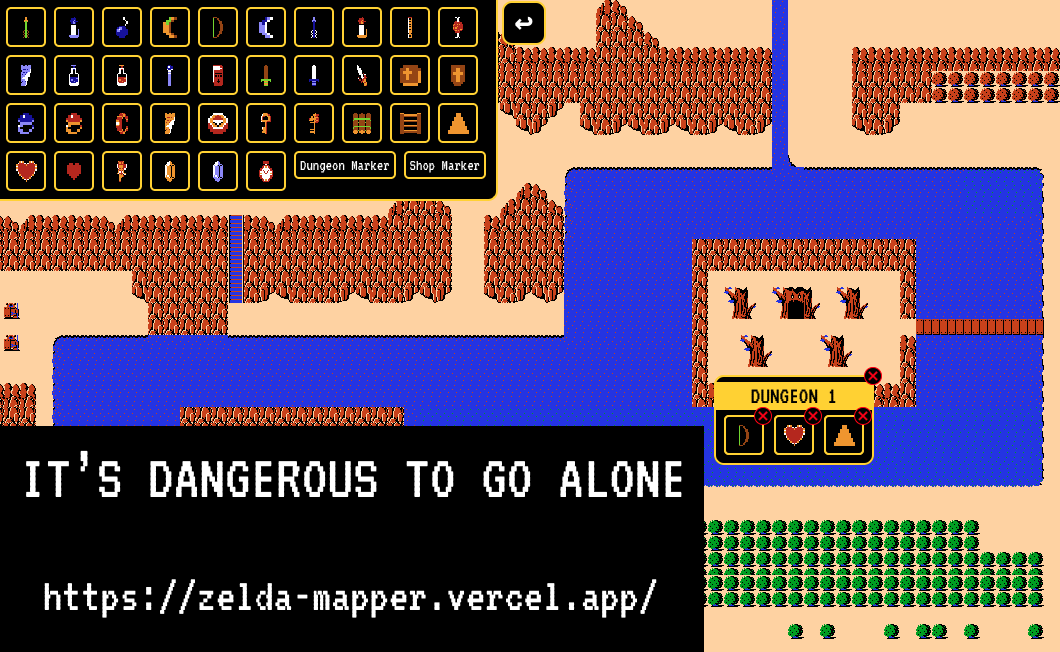 ↩
Dungeon Marker
Shop Marker
DUNGEON 1
IT'S DANGEROUS TO GO ALONE
https://zelda-mapper.vercel.app/